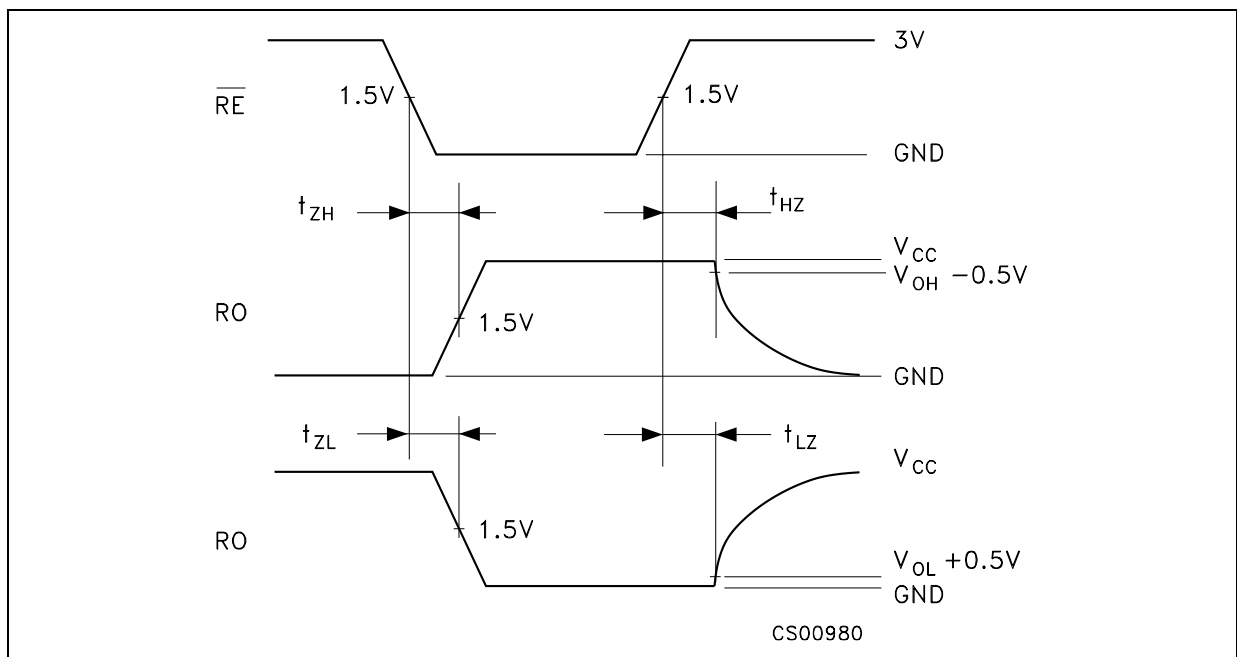 3V
RE
1.5V
1.5V
GND
tZH
tHZ
VCC
VOH -0.5V
RO
1.5V
GND
tZL
tLZ
VCC
RO
1.5V
VOL +0.5V
GND
CS00980